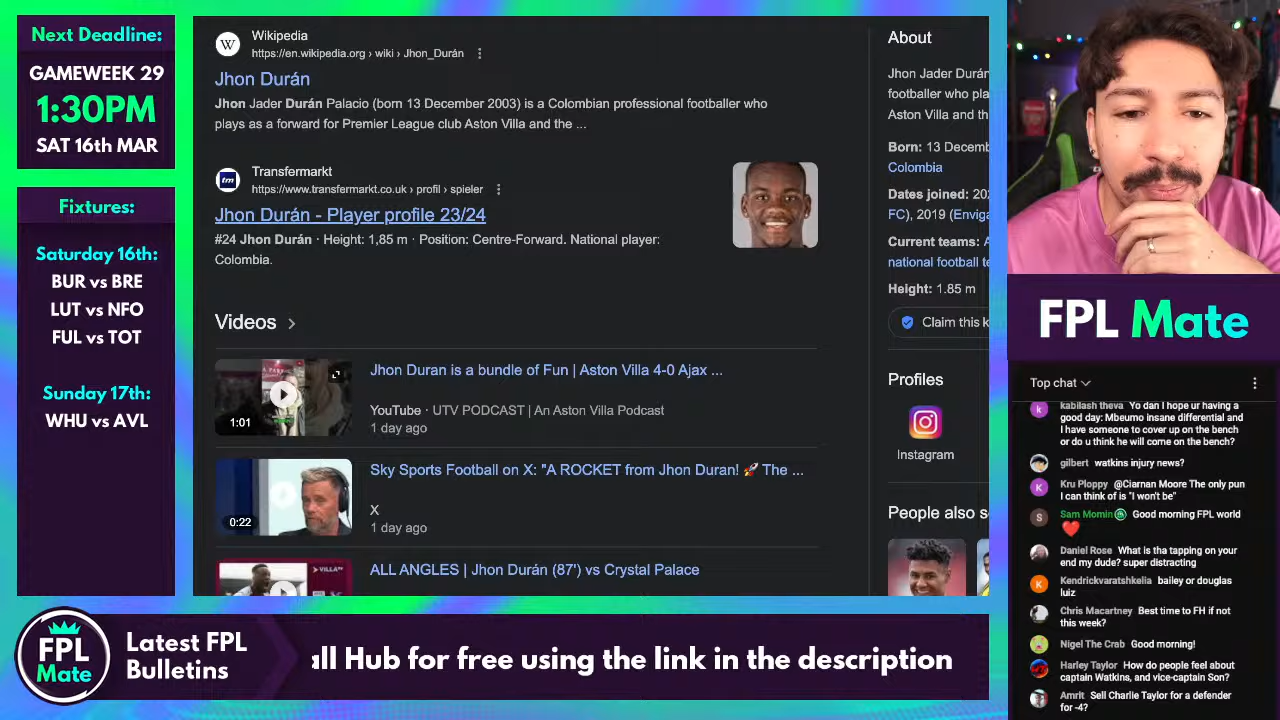 Next Deadline:
GAMEWEEK 29
1:30PM
SAT 16th MAR
Fixtures:
Saturday 16th:
BUR vs BRE
LUT vs NFO
FUL vs TOT
Sunday 17th:
WHU vs AVL
W
Wikipedia
https://en.wikipedia.org › wiki › Jhon_Durán
Jhon Durán
Jhon Jader Durán Palacio (born 13 December 2003) is a Colombian professional footballer who
plays as a forward for Premier League club Aston Villa and the ...
tm
Transfermarkt
https://www.transfermarkt.co.uk › profil › spieler
Jhon Durán - Player profile 23/24
#24 Jhon Durán · Height: 1,85 m · Position: Centre-Forward. National player:
Colombia.
Videos
1:01
Jhon Duran is a bundle of Fun | Aston Villa 4-0 Ajax ...
YouTube · UTV PODCAST | An Aston Villa Podcast
1 day ago
0:22
Sky Sports Football on X: "A ROCKET from Jhon Duran! 🚀 The ...
X
1 day ago
ALL ANGLES | Jhon Durán (87') vs Crystal Palace
About
Jhon Jader Durán
footballer who pla
Aston Villa and th
Born: 13 Decemb
Colombia
Dates joined: 202
FC), 2019 (Enviga
Current teams: A
national football te
Height: 1.85 m
Claim this k
Profiles
Instagram
People also s
FPL Mate
Top chat
kabilash theva Yo dan I hope ur having a
good day: Mbeumo insane differential and
I have someone to cover up on the bench
or do u think he will come on the bench?
gilbert watkins injury news?
Kru Ploppy @Ciarnan Moore The only pun
I can think of is "I won't be"
Sam Momin Good morning FPL world
❤️
Daniel Rose What is tha tapping on your
end my dude? super distracting
Kendrickvaratshkelia bailey or douglas
luiz
Chris Macartney Best time to FH if not
this week?
Nigel The Crab Good morning!
Harley Taylor How do people feel about
captain Watkins, and vice-captain Son?
Amrit Sell Charlie Taylor for a defender
for -4?
FPL
Mate
Latest FPL
Bulletins
all Hub for free using the link in the description